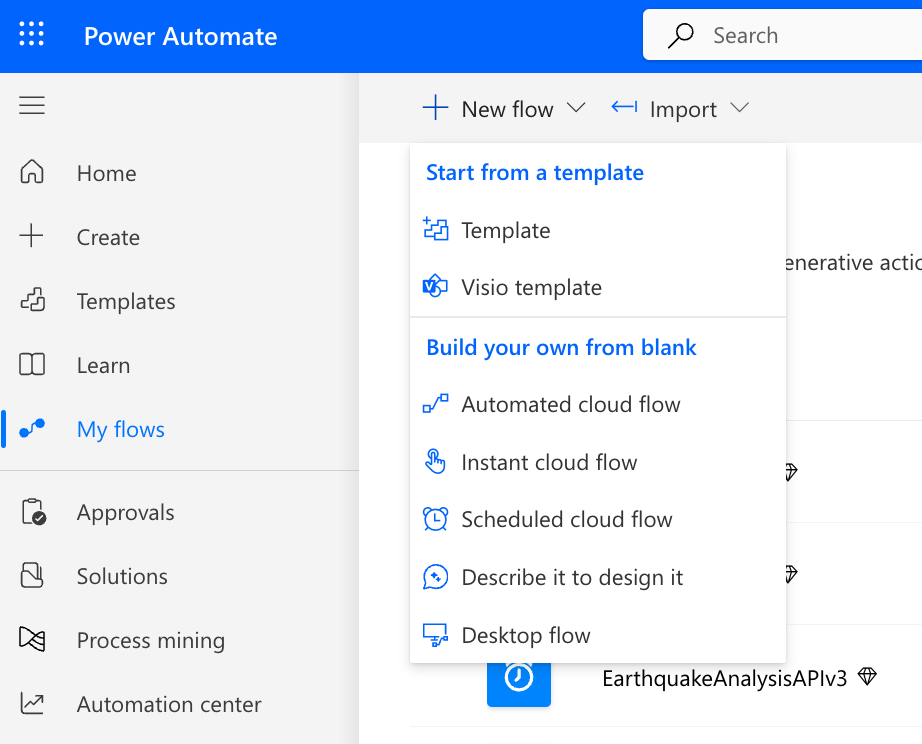 Power Automate
Search
New flow
Import
Home
Create
Templates
Learn
My flows
Approvals
Solutions
Process mining
Automation center
Start from a template
Template
Visio template
Build your own from blank
Automated cloud flow
Instant cloud flow
Scheduled cloud flow
Describe it to design it
Desktop flow
EarthquakeAnalysisAPIv3